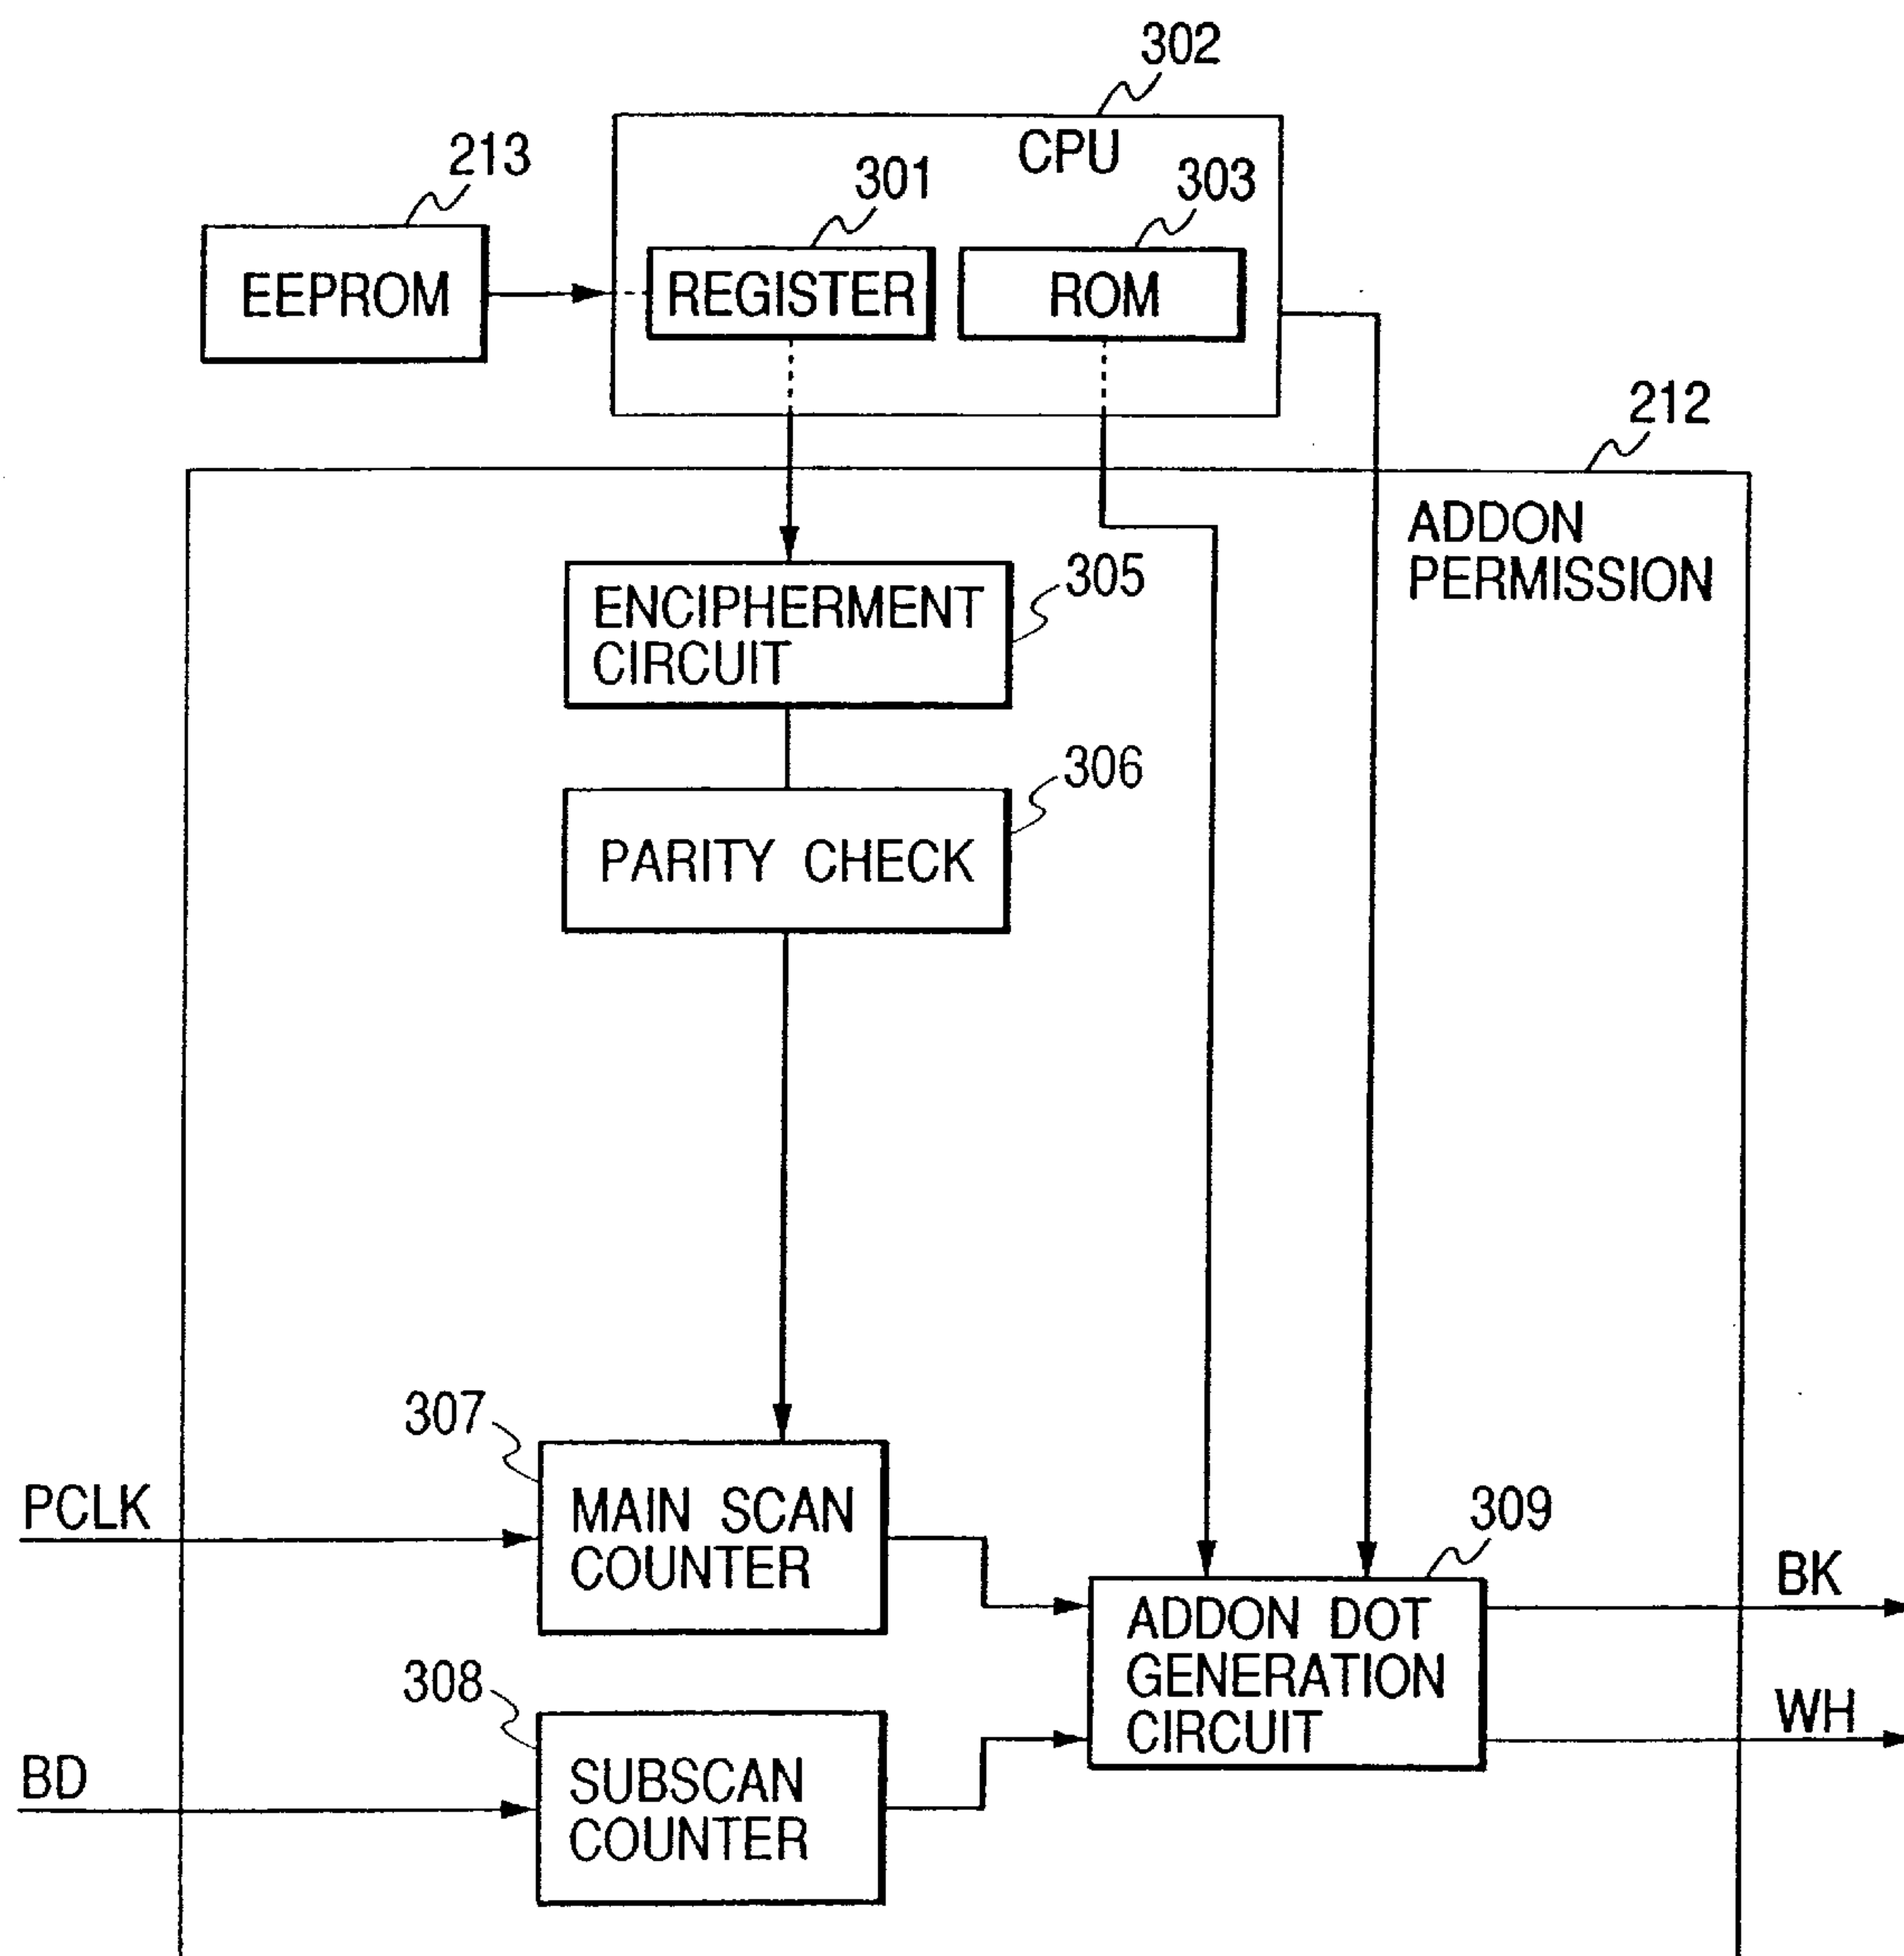 302
CPU
213
301
303
EEPROM
REGISTER
ROM
212
ADDON
PERMISSION
ENCIPHERMENT
CIRCUIT
305
306
PARITY CHECK
307
PCLK
MAIN SCAN
COUNTER
309
BK
ADDON DOT
GENERATION
CIRCUIT
308
WH
BD
SUBSCAN
COUNTER